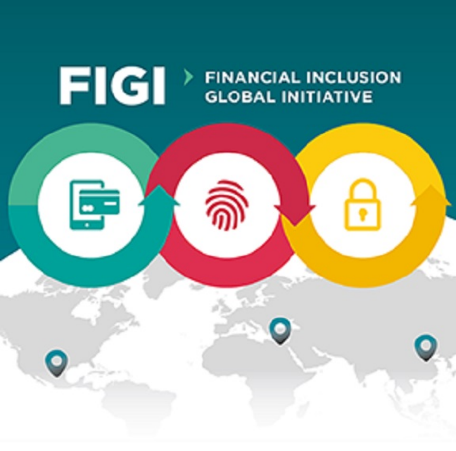 FIGI
FINANCIAL INCLUSION
GLOBAL INITIATIVE